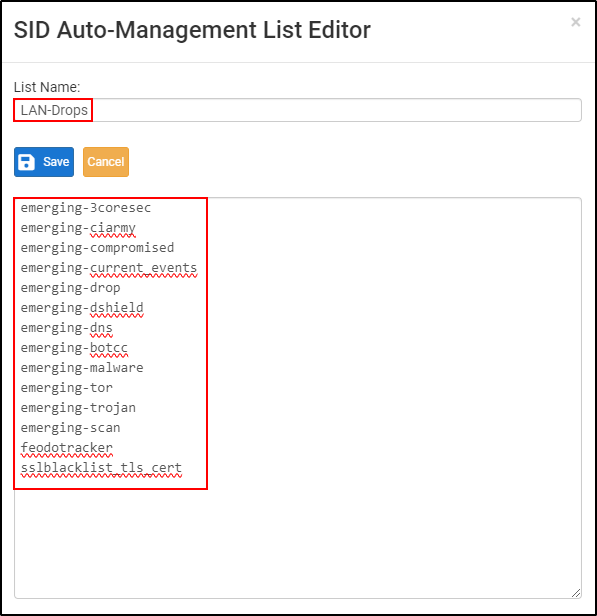 SID Auto-Management List Editor
×
List Name:
LAN-Drops
Save
Cancel
emerging-3coresec
emerging-ciarmy
emerging-compromised
emerging-current_events
emerging-drop
emerging-dshield
emerging-dns
emerging-botcc
emerging-malware
emerging-tor
emerging-trojan
emerging-scan
feodotracker
sslblacklist_tls_cert